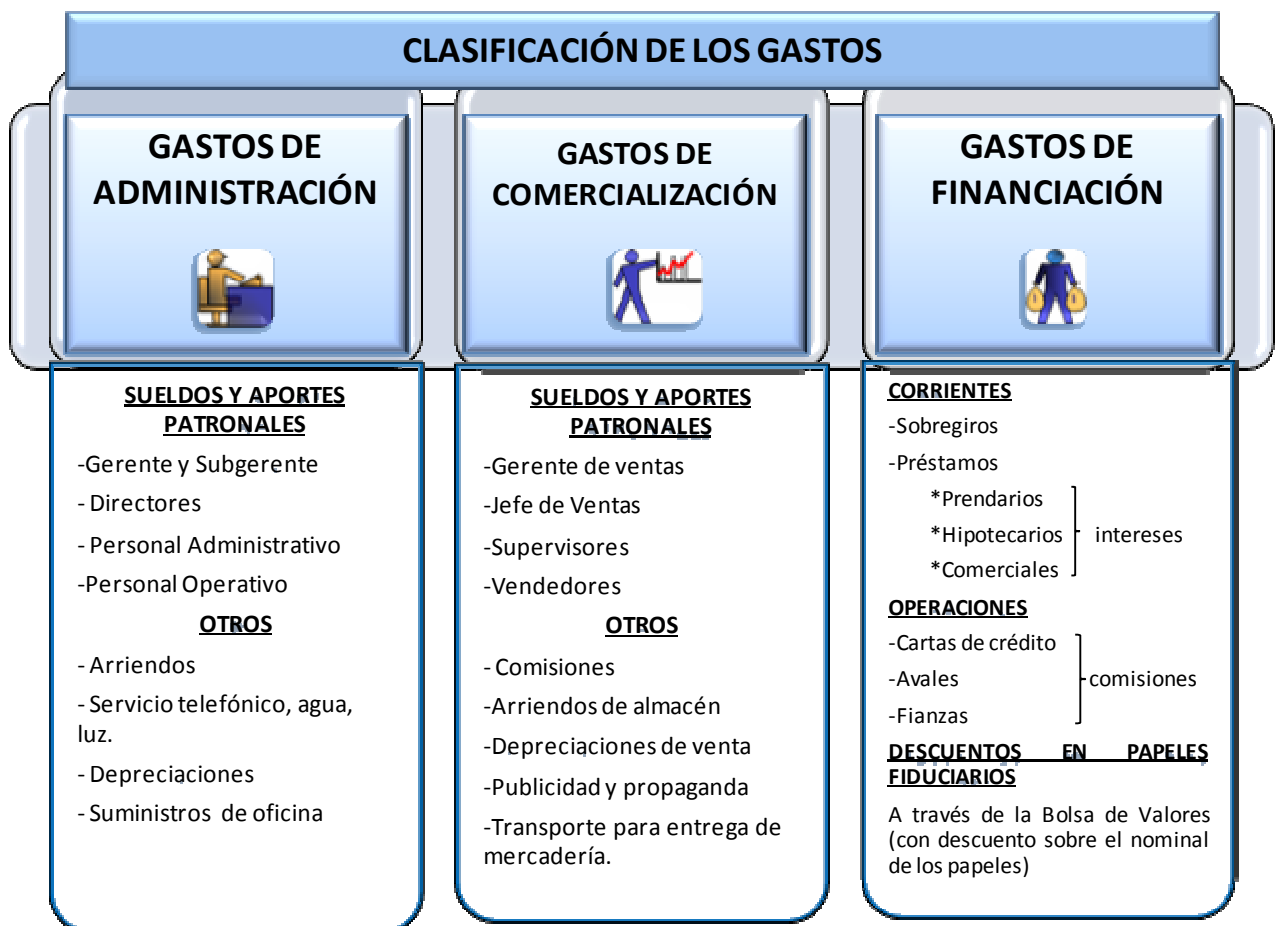 CLASIFICACIÓN DE LOS GASTOS
GASTOS DE
ADMINISTRACIÓN
SUELDOS Y APORTES
PATRONALES
-Gerente y Subgerente
- Directores
- Personal Administrativo
-Personal Operativo
OTROS
- Arriendos
- Servicio telefónico, agua,
luz.
- Depreciaciones
- Suministros de oficina
GASTOS DE
COMERCIALIZACIÓN
SUELDOS Y APORTES
PATRONALES
-Gerente de ventas
-Jefe de Ventas
-Supervisores
-Vendedores
OTROS
- Comisiones
-Arriendos de almacén
-Depreciaciones de venta
-Publicidad y propaganda
-Transporte para entrega de
mercadería.
GASTOS DE
FINANCIACIÓN
CORRIENTES
-Sobregiros
-Préstamos
*Prendarios
*Hipotecarios intereses
*Comerciales
OPERACIONES
-Cartas de crédito
-Avales comisiones
-Fianzas
DESCUENTOS EN PAPELES
FIDUCIARIOS
A través de la Bolsa de Valores
(con descuento sobre el nominal
de los papeles)